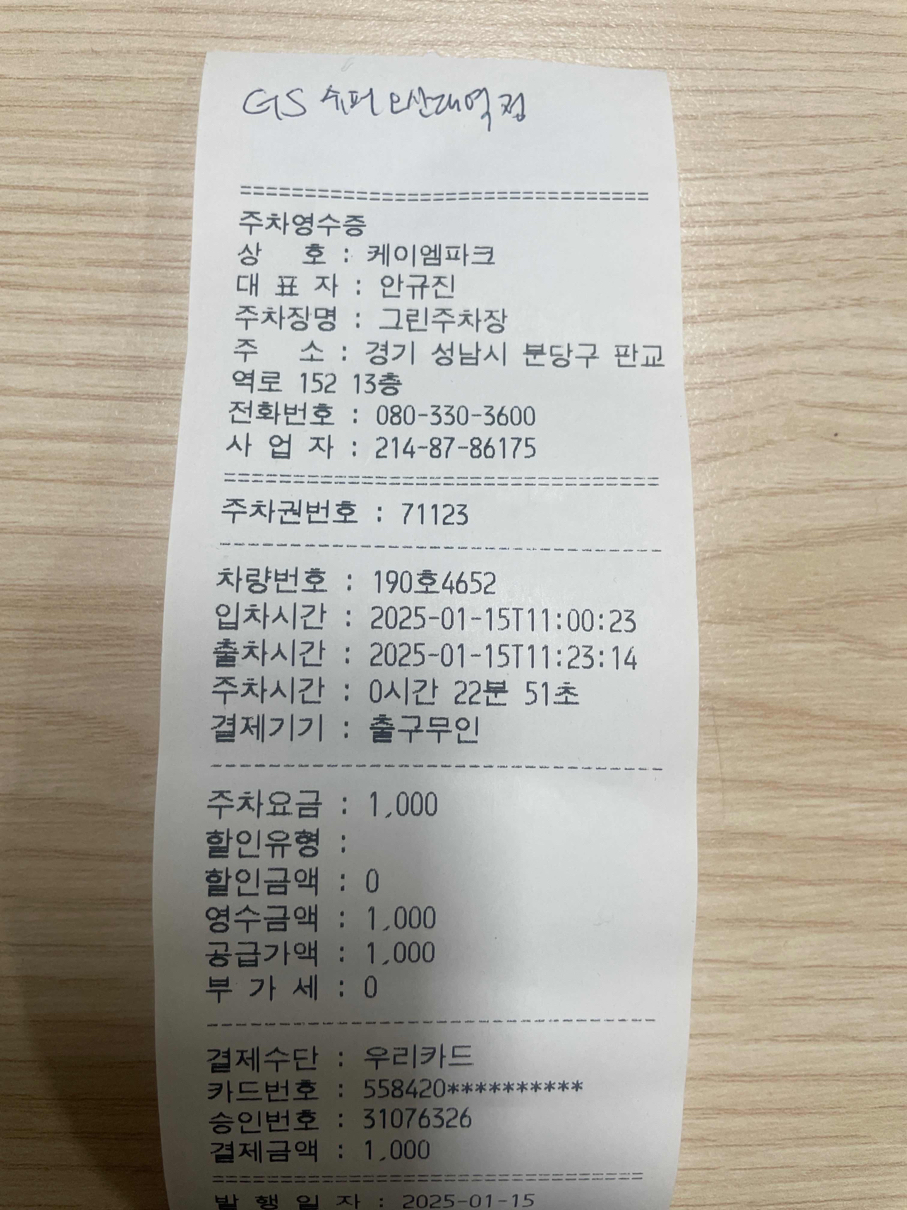 GS 슈퍼 오산대역점
================================
주차영수증
상 호 : 케이엠파크
대 표 자 : 안규진
주차장명 : 그린주차장
주 소 : 경기 성남시 분당구 판교
역로 152 13층
전화번호 : 080-330-3600
사 업 자 : 214-87-86175
================================
주차권번호 : 71123
--------------------------------
차량번호 : 190호4652
입차시간 : 2025-01-15T11:00:23
출차시간 : 2025-01-15T11:23:14
주차시간 : 0시간 22분 51초
결제기기 : 출구무인
--------------------------------
주차요금 : 1,000
할인유형 :
할인금액 : 0
영수금액 : 1,000
공급가액 : 1,000
부 가 세 : 0
--------------------------------
결제수단 : 우리카드
카드번호 : 558420**********
승인번호 : 31076326
결제금액 : 1,000
================================
발 행 일 자 : 2025-01-15